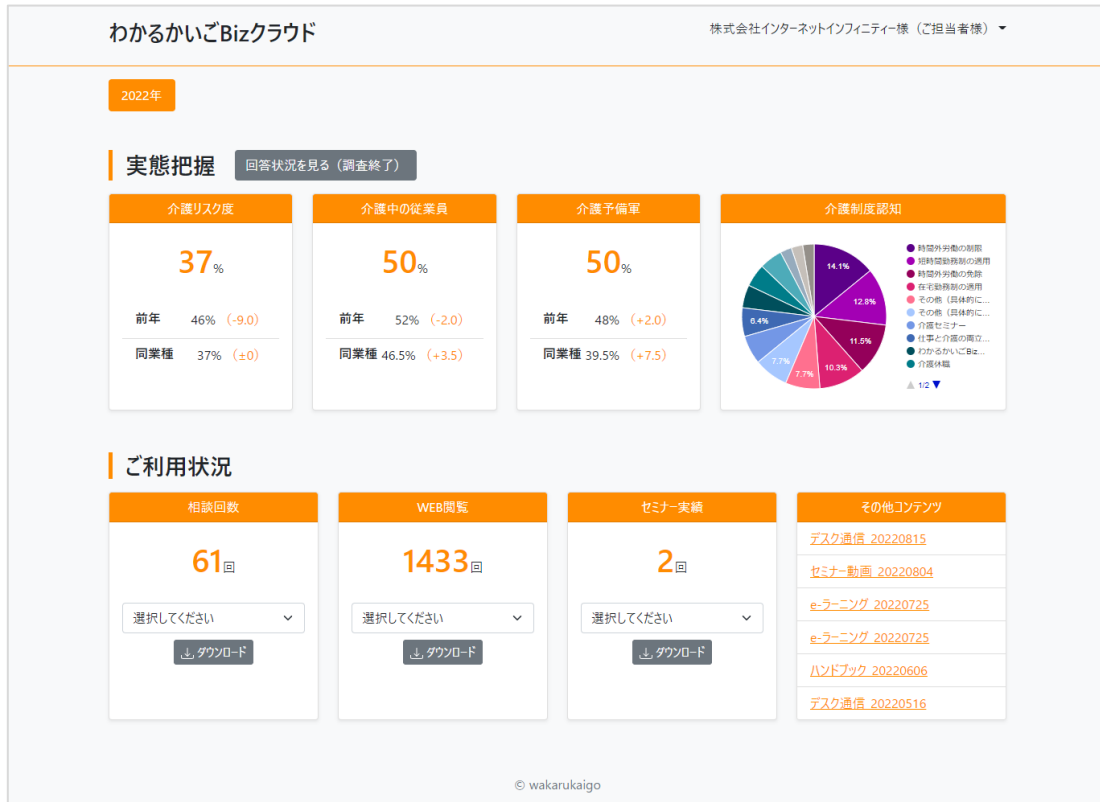 わかるかいごBizクラウド
株式会社インターネットインフィニティー様（ご担当者様）
2022年
実態把握
回答状況を見る（調査終了）
介護リスク度
37%
前年 46% (-9.0)
同業種 37% (±0)
介護中の従業員
50%
前年 52% (-2.0)
同業種 46.5% (+3.5)
介護予備軍
50%
前年 48% (+2.0)
同業種 39.5% (+7.5)
介護制度認知
14.1%
12.8%
11.5%
10.3%
7.7%
7.7%
6.4%
時間外労働の制限
短時間勤務制の適用
時間外労働の免除
在宅勤務制の適用
その他（具体的に...
その他（具体的に...
介護セミナー
仕事と介護の両立...
わかるかいごBiz...
介護休職
1/2
ご利用状況
相談回数
61回
選択してください
ダウンロード
WEB閲覧
1433回
選択してください
ダウンロード
セミナー実績
2回
選択してください
ダウンロード
その他コンテンツ
デスク通信 20220815
セミナー動画 20220804
e-ラーニング 20220725
e-ラーニング 20220725
ハンドブック 20220606
デスク通信 20220516
© wakarukaigo